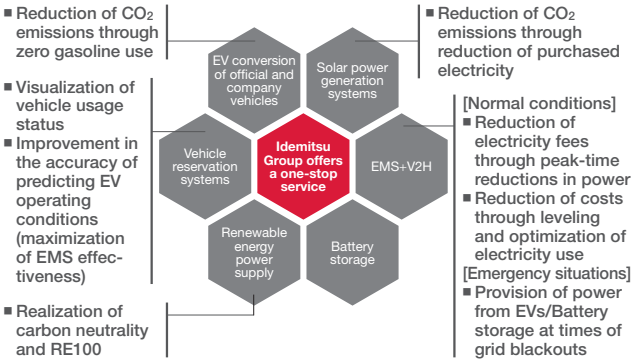 ■ Reduction of CO₂
emissions through
zero gasoline use
■ Visualization of
vehicle usage
status
■ Improvement in
the accuracy of
predicting EV
operating
conditions
(maximization
of EMS effec-
tiveness)
■ Realization of
carbon neutrality
and RE100
EV conversion
of official and
company
vehicles
Solar power
generation
systems
Vehicle
reservation
systems
Idemitsu
Group offers
a one-stop
service
EMS+V2H
Renewable
energy
power
supply
Battery
storage
■ Reduction of CO₂
emissions through
reduction of purchased
electricity
[Normal conditions]
■ Reduction of
electricity fees
through peak-time
reductions in power
■ Reduction of costs
through leveling
and optimization of
electricity use
[Emergency situations]
■ Provision of power
from EVs/Battery
storage at times of
grid blackouts